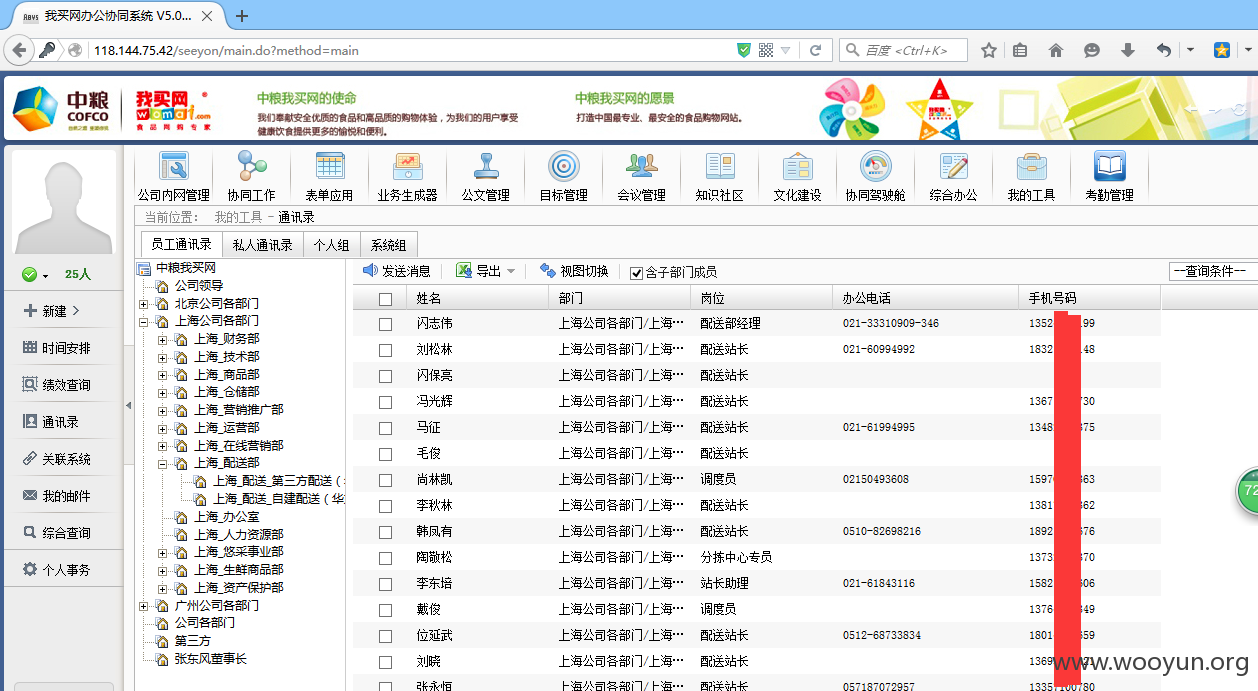 我买网办公协同系统 V5.0...
118.144.75.42/seeyon/main.do?method=main
百度 <Ctrl+K>
中粮
COFCO
我买网
womai.com
食品网购专家
中粮我买网的使命
我们奉献安全优质的食品和高品质的购物体验，为我们的用户享受
健康饮食提供更多的愉悦和便利。
中粮我买网的愿景
打造中国最专业、最安全的食品购物网站。
公司内网管理 协同工作 表单应用 业务生成器 公文管理 目标管理 会议管理 知识社区 文化建设 协同驾驶舱 综合办公 我的工具 考勤管理
当前位置： 我的工具 - 通讯录
员工通讯录 私人通讯录 个人组 系统组
25人
新建
时间安排
绩效查询
通讯录
关联系统
我的邮件
综合查询
个人事务
中粮我买网
公司领导
北京公司各部门
上海公司各部门
上海_财务部
上海_技术部
上海_商品部
上海_仓储部
上海_营销推广部
上海_运营部
上海_在线营销部
上海_配送部
上海_配送_第三方配送（
上海_配送_自建配送（华
上海_办公室
上海_人力资源部
上海_悠采事业部
上海_生鲜商品部
上海_资产保护部
广州公司各部门
公司各部门
第三方
张东风董事长
发送消息 导出 视图切换 含子部门成员 --查询条件--
姓名 部门 岗位 办公电话 手机号码
闪志伟 上海公司各部门/上海… 配送部经理 021-33310909-346 1352 99
刘松林 上海公司各部门/上海… 配送站长 021-60994992 1832 48
闪保亮 上海公司各部门/上海… 配送站长
冯光辉 上海公司各部门/上海… 配送站长 1367 730
马征 上海公司各部门/上海… 配送站长 021-61994995 348 375
毛俊 上海公司各部门/上海… 配送站长
尚林凯 上海公司各部门/上海… 调度员 02150493608 1597 363
李秋林 上海公司各部门/上海… 配送站长 1381 362
韩凤有 上海公司各部门/上海… 配送站长 0510-82698216 1892 676
陶敬松 上海公司各部门/上海… 分拣中心专员 1373 370
李东培 上海公司各部门/上海… 站长助理 021-61843116 1582 506
戴俊 上海公司各部门/上海… 调度员 1376 349
位延武 上海公司各部门/上海… 配送站长 0512-68733834 1801 559
刘晓 上海公司各部门/上海… 配送站长 1369
张永恒 上海公司各部门/上海… 配送站长 057187072957
72
www.wooyun.org